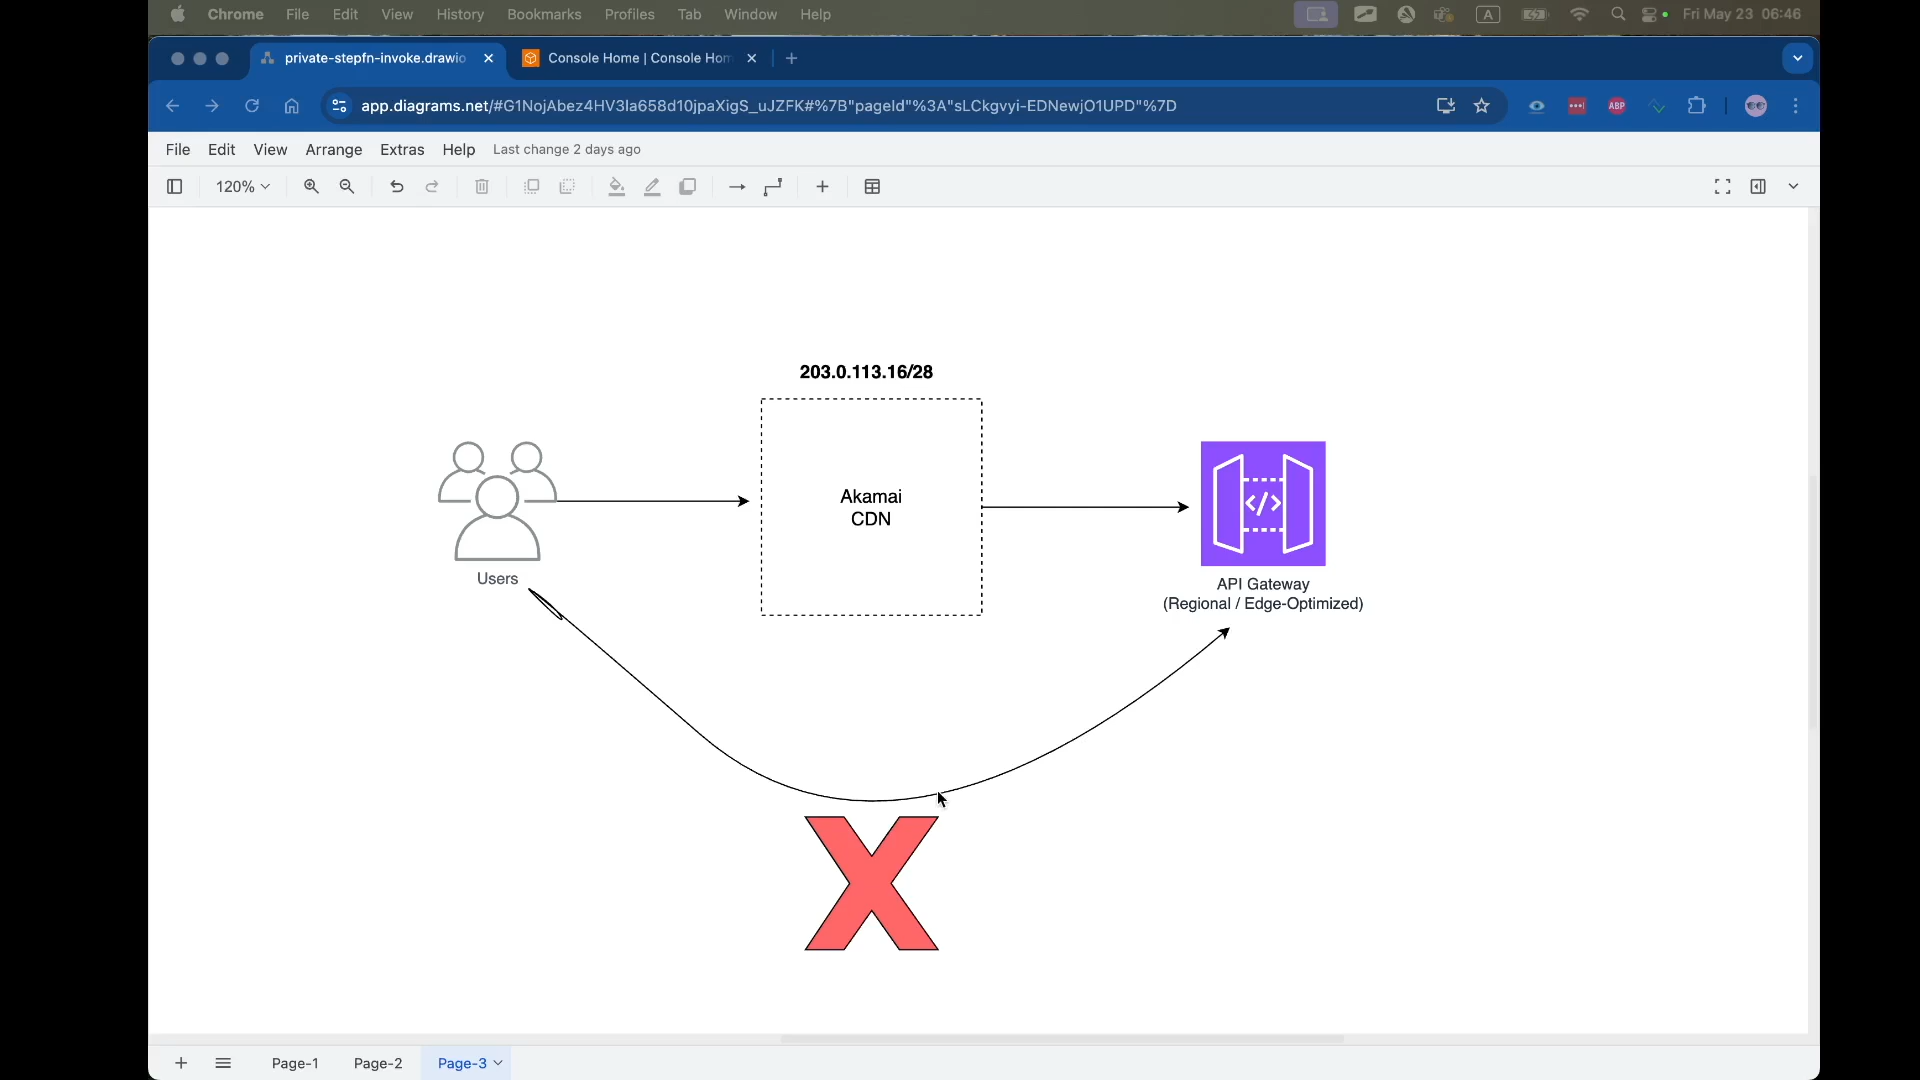 Chrome File Edit View History Bookmarks Profiles Tab Window Help A Fri May 23 06:46
private-stepfn-invoke.drawio Console Home | Console Hom
app.diagrams.net/#G1NojAbez4HV3Ia658d10jpaXigS_uJZFK#%7B"pageId"%3A"sLCkgvyi-EDNewjO1UPD"%7D ABP
File Edit View Arrange Extras Help Last change 2 days ago
120%
203.0.113.16/28
Akamai
CDN
Users
API Gateway
(Regional / Edge-Optimized)
X
Page-1 Page-2 Page-3